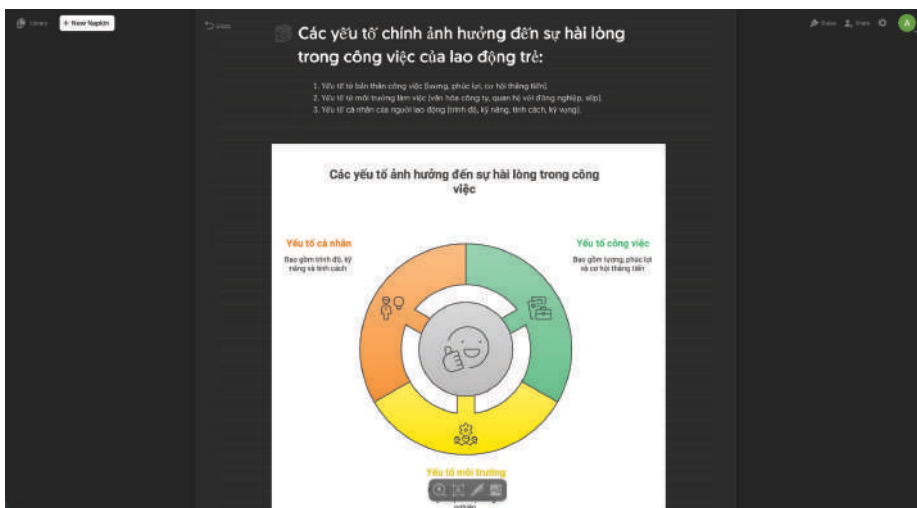 Library
+ New Napkin
Undo
Share
Các yếu tố chính ảnh hưởng đến sự hài lòng
trong công việc của lao động trẻ:
1. Yếu tố từ bản thân công việc (lương, phúc lợi, cơ hội thăng tiến).
2. Yếu tố từ môi trường làm việc (văn hóa công ty, quan hệ với đồng nghiệp, sếp).
3. Yếu tố cá nhân của người lao động (trình độ, kỹ năng, tính cách, kỳ vọng).
A
Các yếu tố ảnh hưởng đến sự hài lòng trong công
việc
Yếu tố cá nhân
Bao gồm trình độ, kỹ
năng và tính cách
Yếu tố công việc
Bao gồm lương, phúc lợi
và cơ hội thăng tiến
Yếu tố môi trường